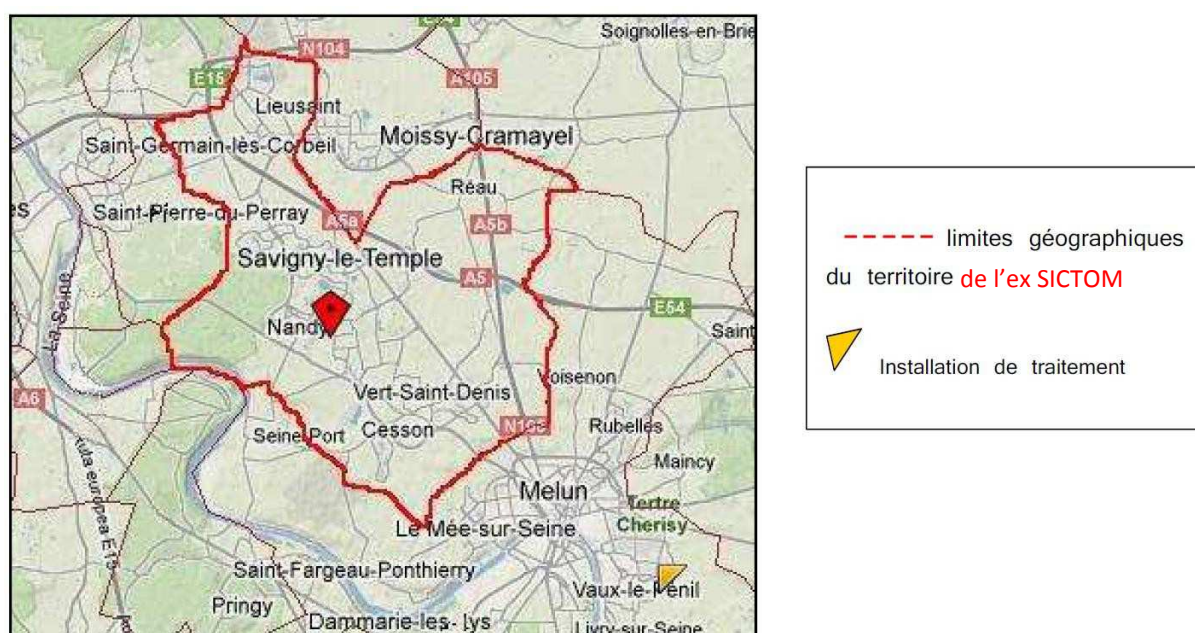 Soignolles-en-Brie
N104
E15
A105
Lieusaint
Moissy-Cramayel
Saint-Germain-lès-Corbeil
Réau
Saint-Pierre-du-Perray
A5a
A5b
Savigny-le-Temple
A5
La Seine
E54
Nandy
Saint
Voisenon
A6
Vert-Saint-Denis
Seine-Port
Cesson
Rubelles
Maincy
Melun
Tertre
Cherisy
Le Mée-sur-Seine
europea E15
Saint-Fargeau-Ponthierry
Vaux-le-Pénil
Pringy
Dammarie-les-Lys
Livry-sur-Seine
limites géographiques
du territoire de l'ex SICTOM
Installation de traitement